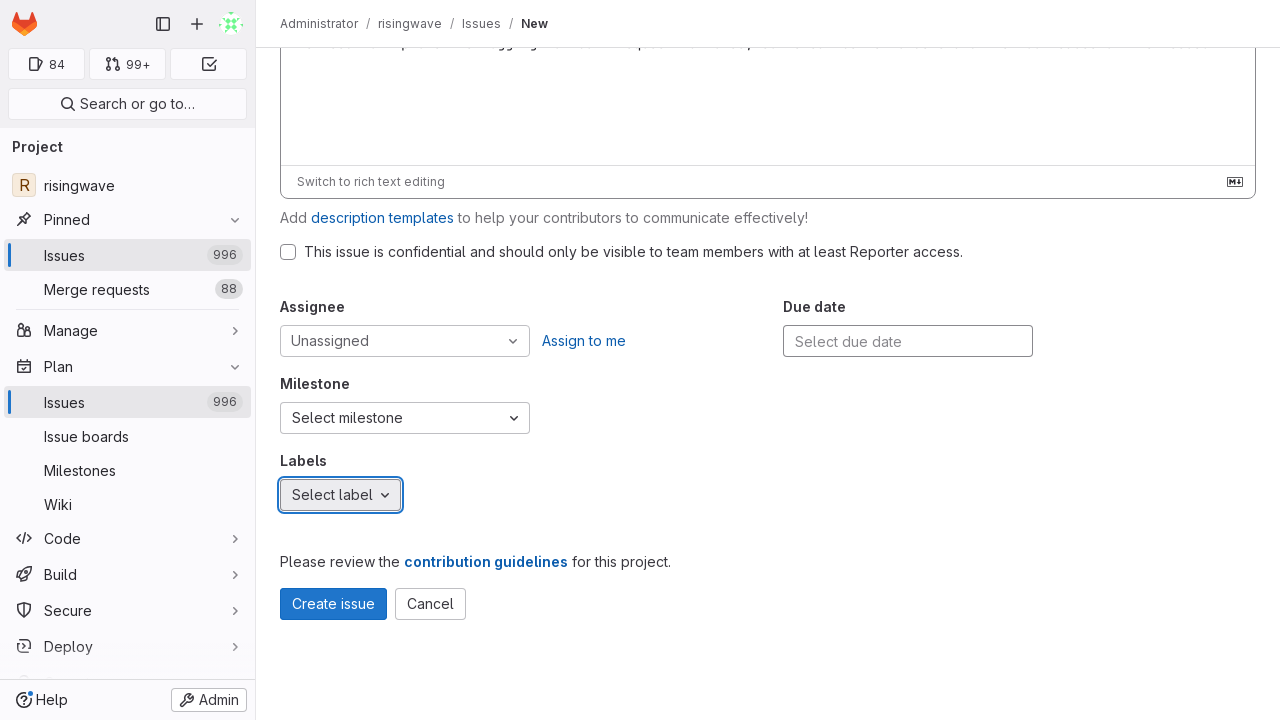 Administrator / risingwave / Issues / New
84
99+
Search or go to…
Project
R risingwave
Pinned
Issues 996
Merge requests 88
Manage
Plan
Issues 996
Issue boards
Milestones
Wiki
Code
Build
Secure
Deploy
Help
Admin
Switch to rich text editing
Add description templates to help your contributors to communicate effectively!
This issue is confidential and should only be visible to team members with at least Reporter access.
Assignee
Unassigned
Assign to me
Due date
Select due date
Milestone
Select milestone
Labels
Select label
Please review the contribution guidelines for this project.
Create issue
Cancel